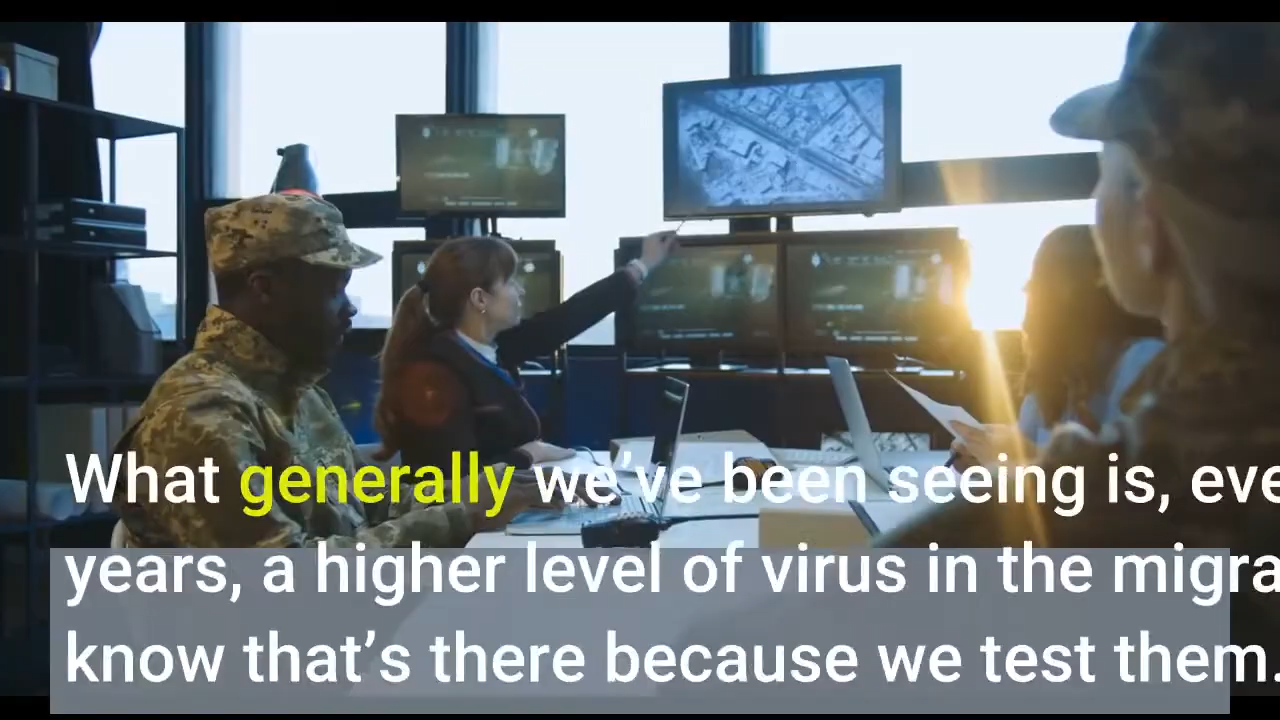 What generally we've been seeing is,
years, a higher level of virus in the
know that's there because we test them.